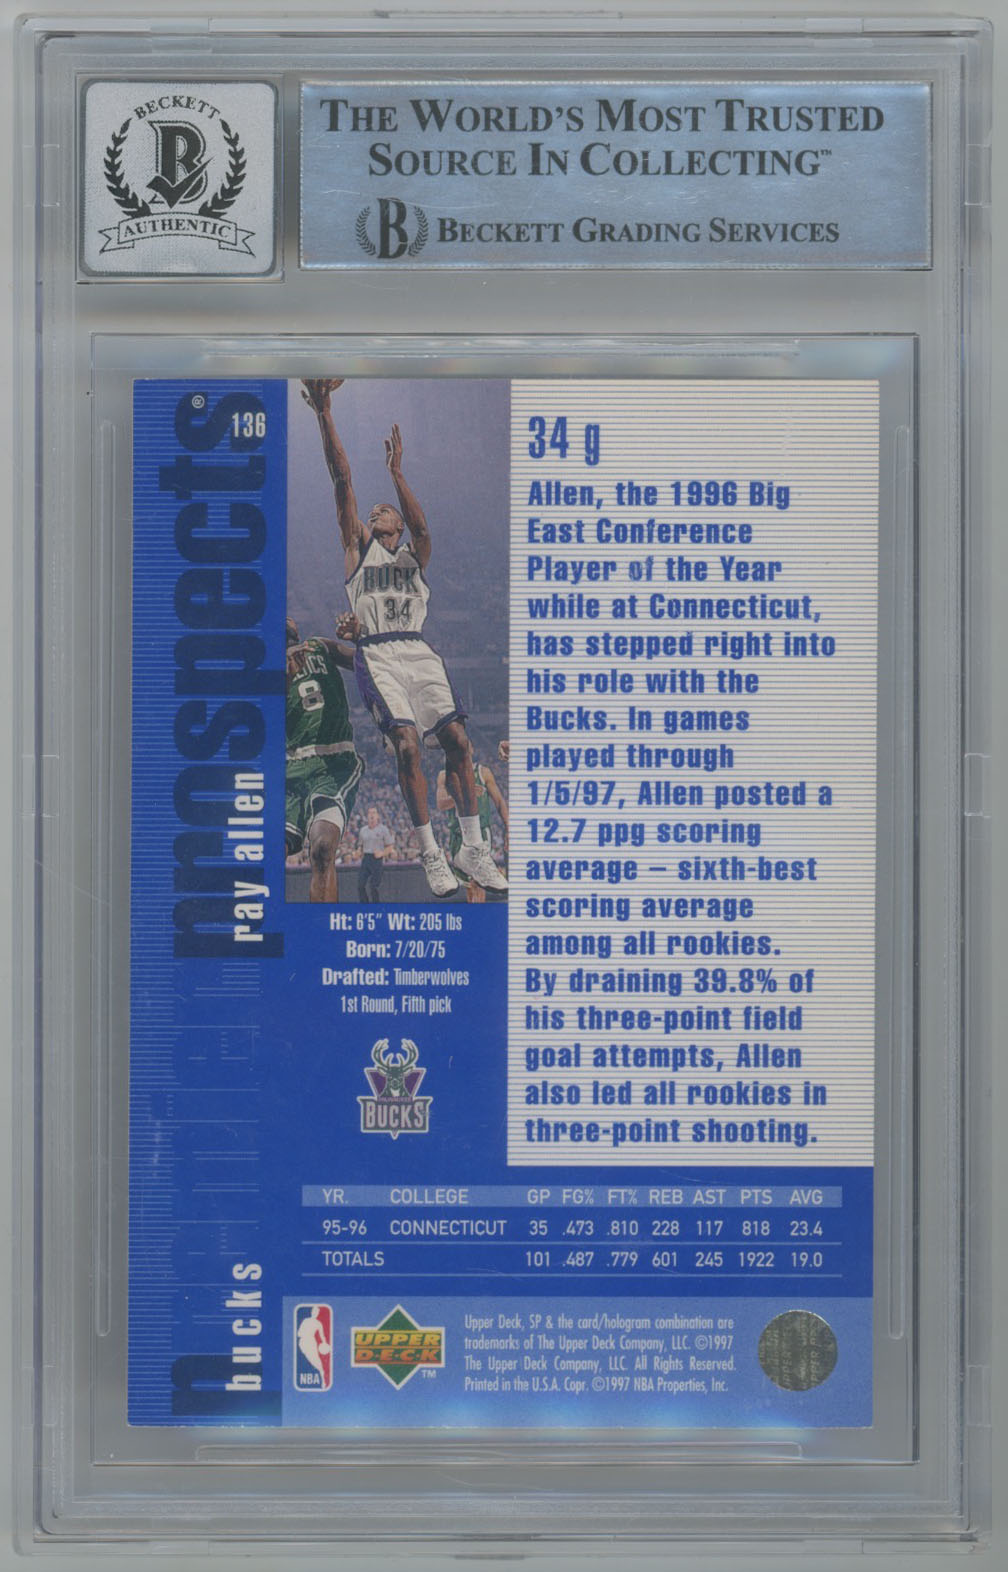 BECKETT
B
AUTHENTIC
THE WORLD'S MOST TRUSTED
SOURCE IN COLLECTING™
B BECKETT GRADING SERVICES
prospects®
136
ray allen
bucks
BUCK
34
LTICS
8
Ht: 6'5" Wt: 205 lbs
Born: 7/20/75
Drafted: Timberwolves
1st Round, Fifth pick
BUCKS
34 g
Allen, the 1996 Big
East Conference
Player of the Year
while at Connecticut,
has stepped right into
his role with the
Bucks. In games
played through
1/5/97, Allen posted a
12.7 ppg scoring
average – sixth-best
scoring average
among all rookies.
By draining 39.8% of
his three-point field
goal attempts, Allen
also led all rookies in
three-point shooting.
YR. COLLEGE GP FG% FT% REB AST PTS AVG
95-96 CONNECTICUT 35 .473 .810 228 117 818 23.4
TOTALS 101 .487 .779 601 245 1922 19.0
NBA
UPPER
DECK™
Upper Deck, SP & the card/hologram combination are
trademarks of The Upper Deck Company, LLC. ©1997
The Upper Deck Company, LLC. All Rights Reserved.
Printed in the U.S.A. Copr. ©1997 NBA Properties, Inc.